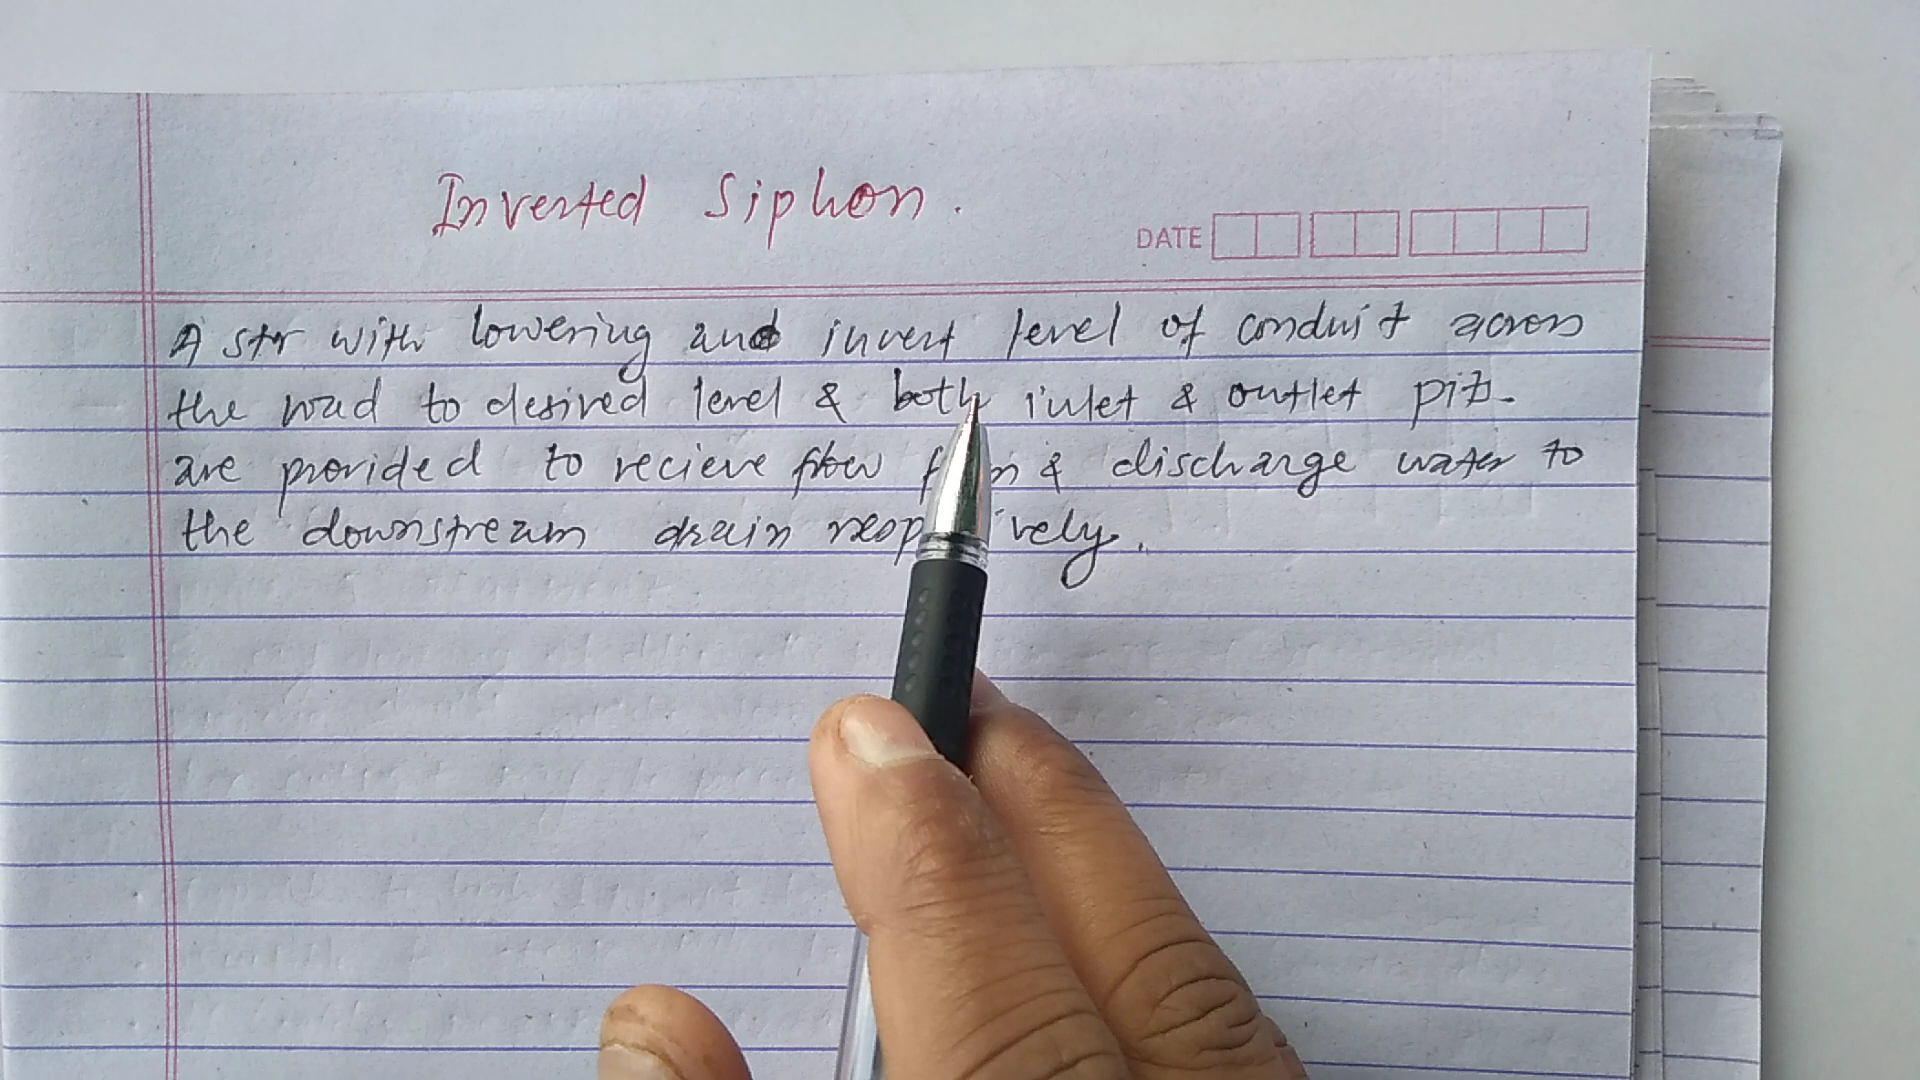 Inverted Siphon.
DATE
A str with lowering and invert level of conduit across
the road to desired level & both inlet & outlet pit.
are provided to recieve flow & discharge water to
the downstream drain